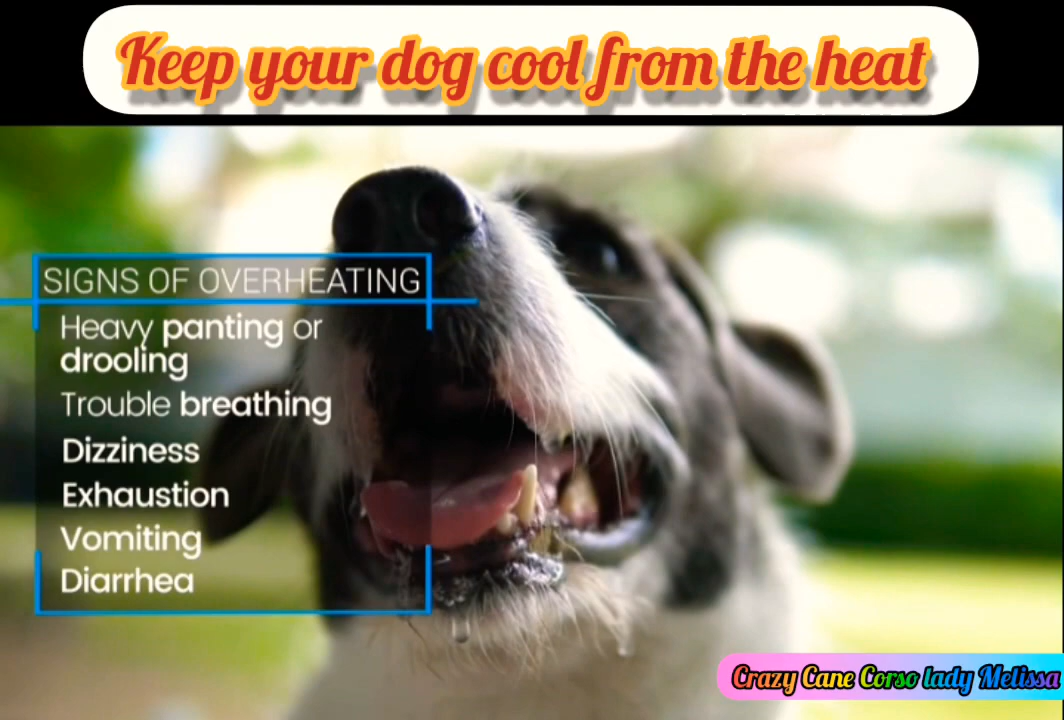 Keep your dog cool from the heat
SIGNS OF OVERHEATING
Heavy panting or
drooling
Trouble breathing
Dizziness
Exhaustion
Vomiting
Diarrhea
Crazy Cane Corso lady Melissa